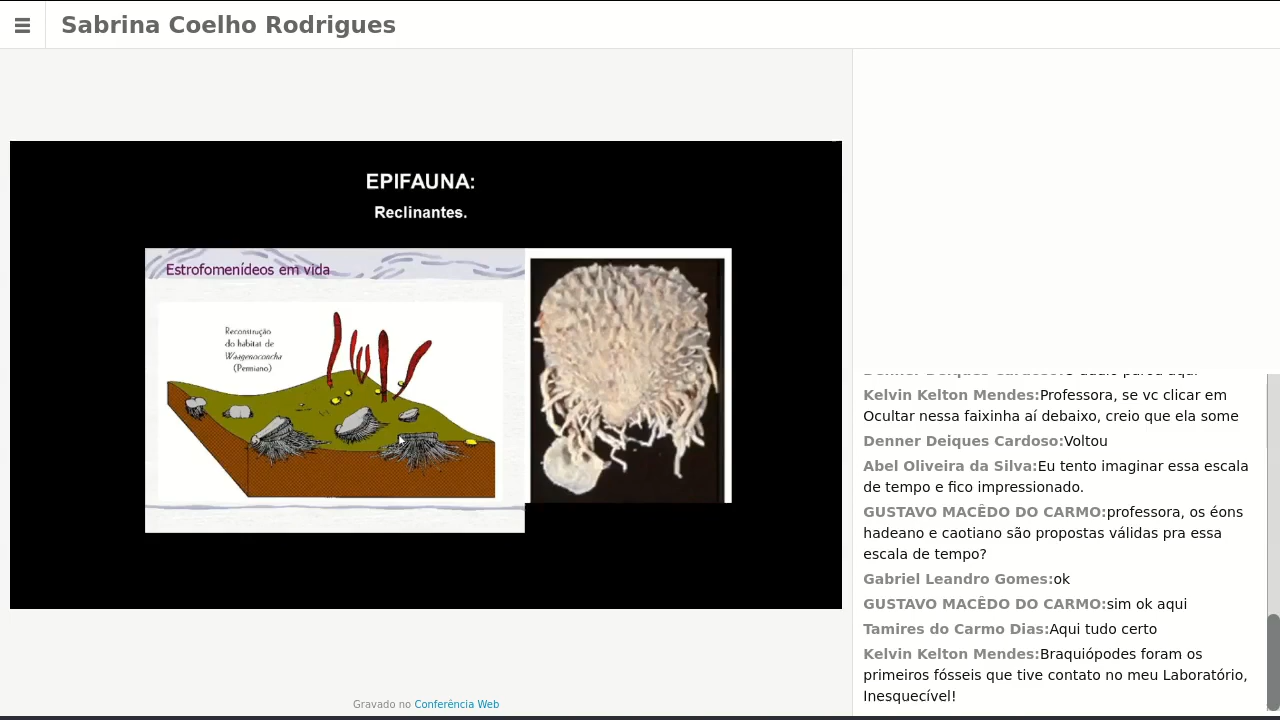 Sabrina Coelho Rodrigues
EPIFAUNA:
Reclinantes.
Estrofomenídeos em vida
Reconstrução
do habitat de
Waagenoconcha
(Permiano)
Gravado no Conferência Web
Kelvin Kelton Mendes:Professora, se vc clicar em
Ocultar nessa faixinha aí debaixo, creio que ela some
Denner Deiques Cardoso:Voltou
Abel Oliveira da Silva:Eu tento imaginar essa escala
de tempo e fico impressionado.
GUSTAVO MACÊDO DO CARMO:professora, os éons
hadeano e caotiano são propostas válidas pra essa
escala de tempo?
Gabriel Leandro Gomes:ok
GUSTAVO MACÊDO DO CARMO:sim ok aqui
Tamires do Carmo Dias:Aqui tudo certo
Kelvin Kelton Mendes:Braquiópodes foram os
primeiros fósseis que tive contato no meu Laboratório,
Inesquecível!